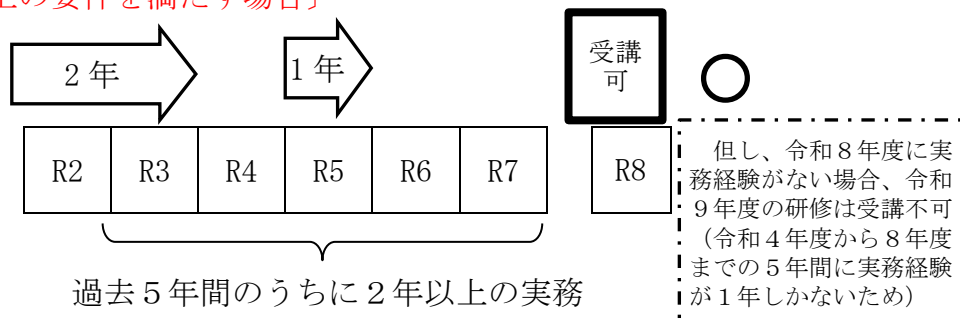 上の要件を満たす場合」
2年
1年
受講
可
○
R2 R3 R4 R5 R6 R7 R8
但し、令和８年度に実
務経験がない場合、令和
９年度の研修は受講不可
（令和４年度から８年度
までの５年間に実務経験
が１年しかないため）
過去５年間のうちに２年以上の実務